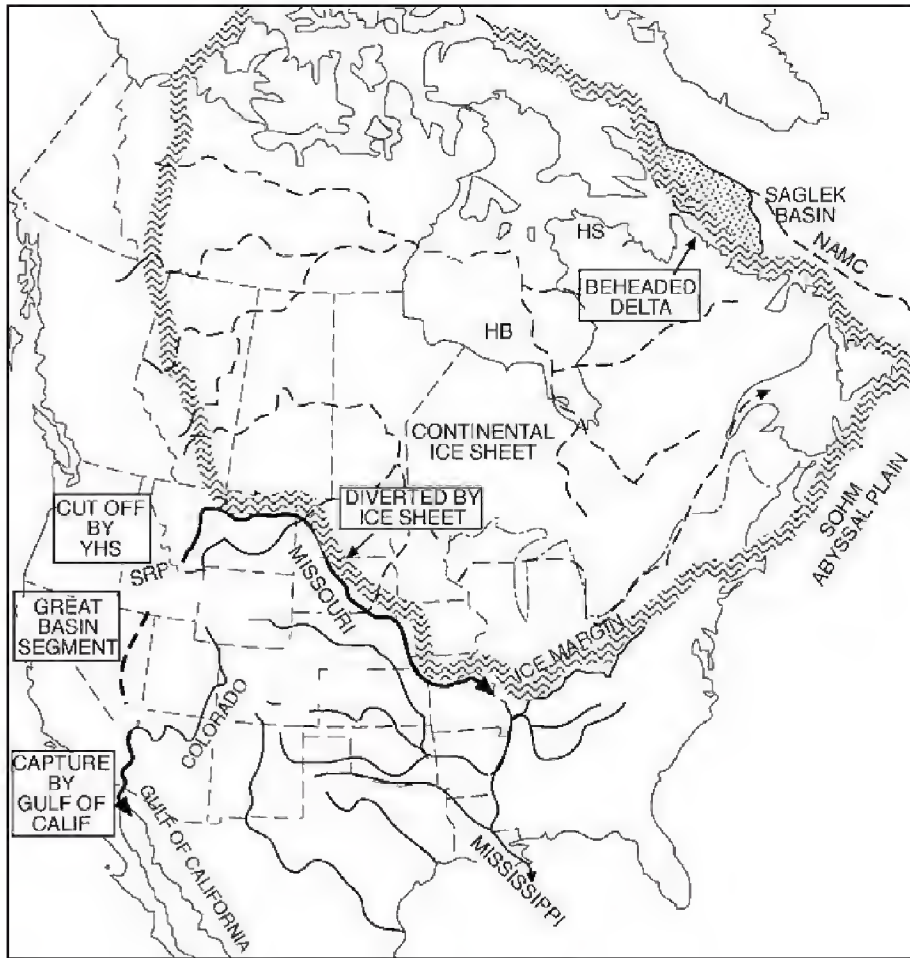 SAGLEK
BASIN
NAMC
HS
BEHEADED
DELTA
HB
CONTINENTAL
ICE SHEET
DIVERTED BY
ICE SHEET
CUT OFF
BY
YHS
SRP
MISSOURI
SOHM
ABYSSAL PLAIN
GREAT
BASIN
SEGMENT
ICE MARGIN
COLORADO
CAPTURE
BY
GULF OF
CALIF
GULF OF CALIFORNIA
MISSISSIPPI